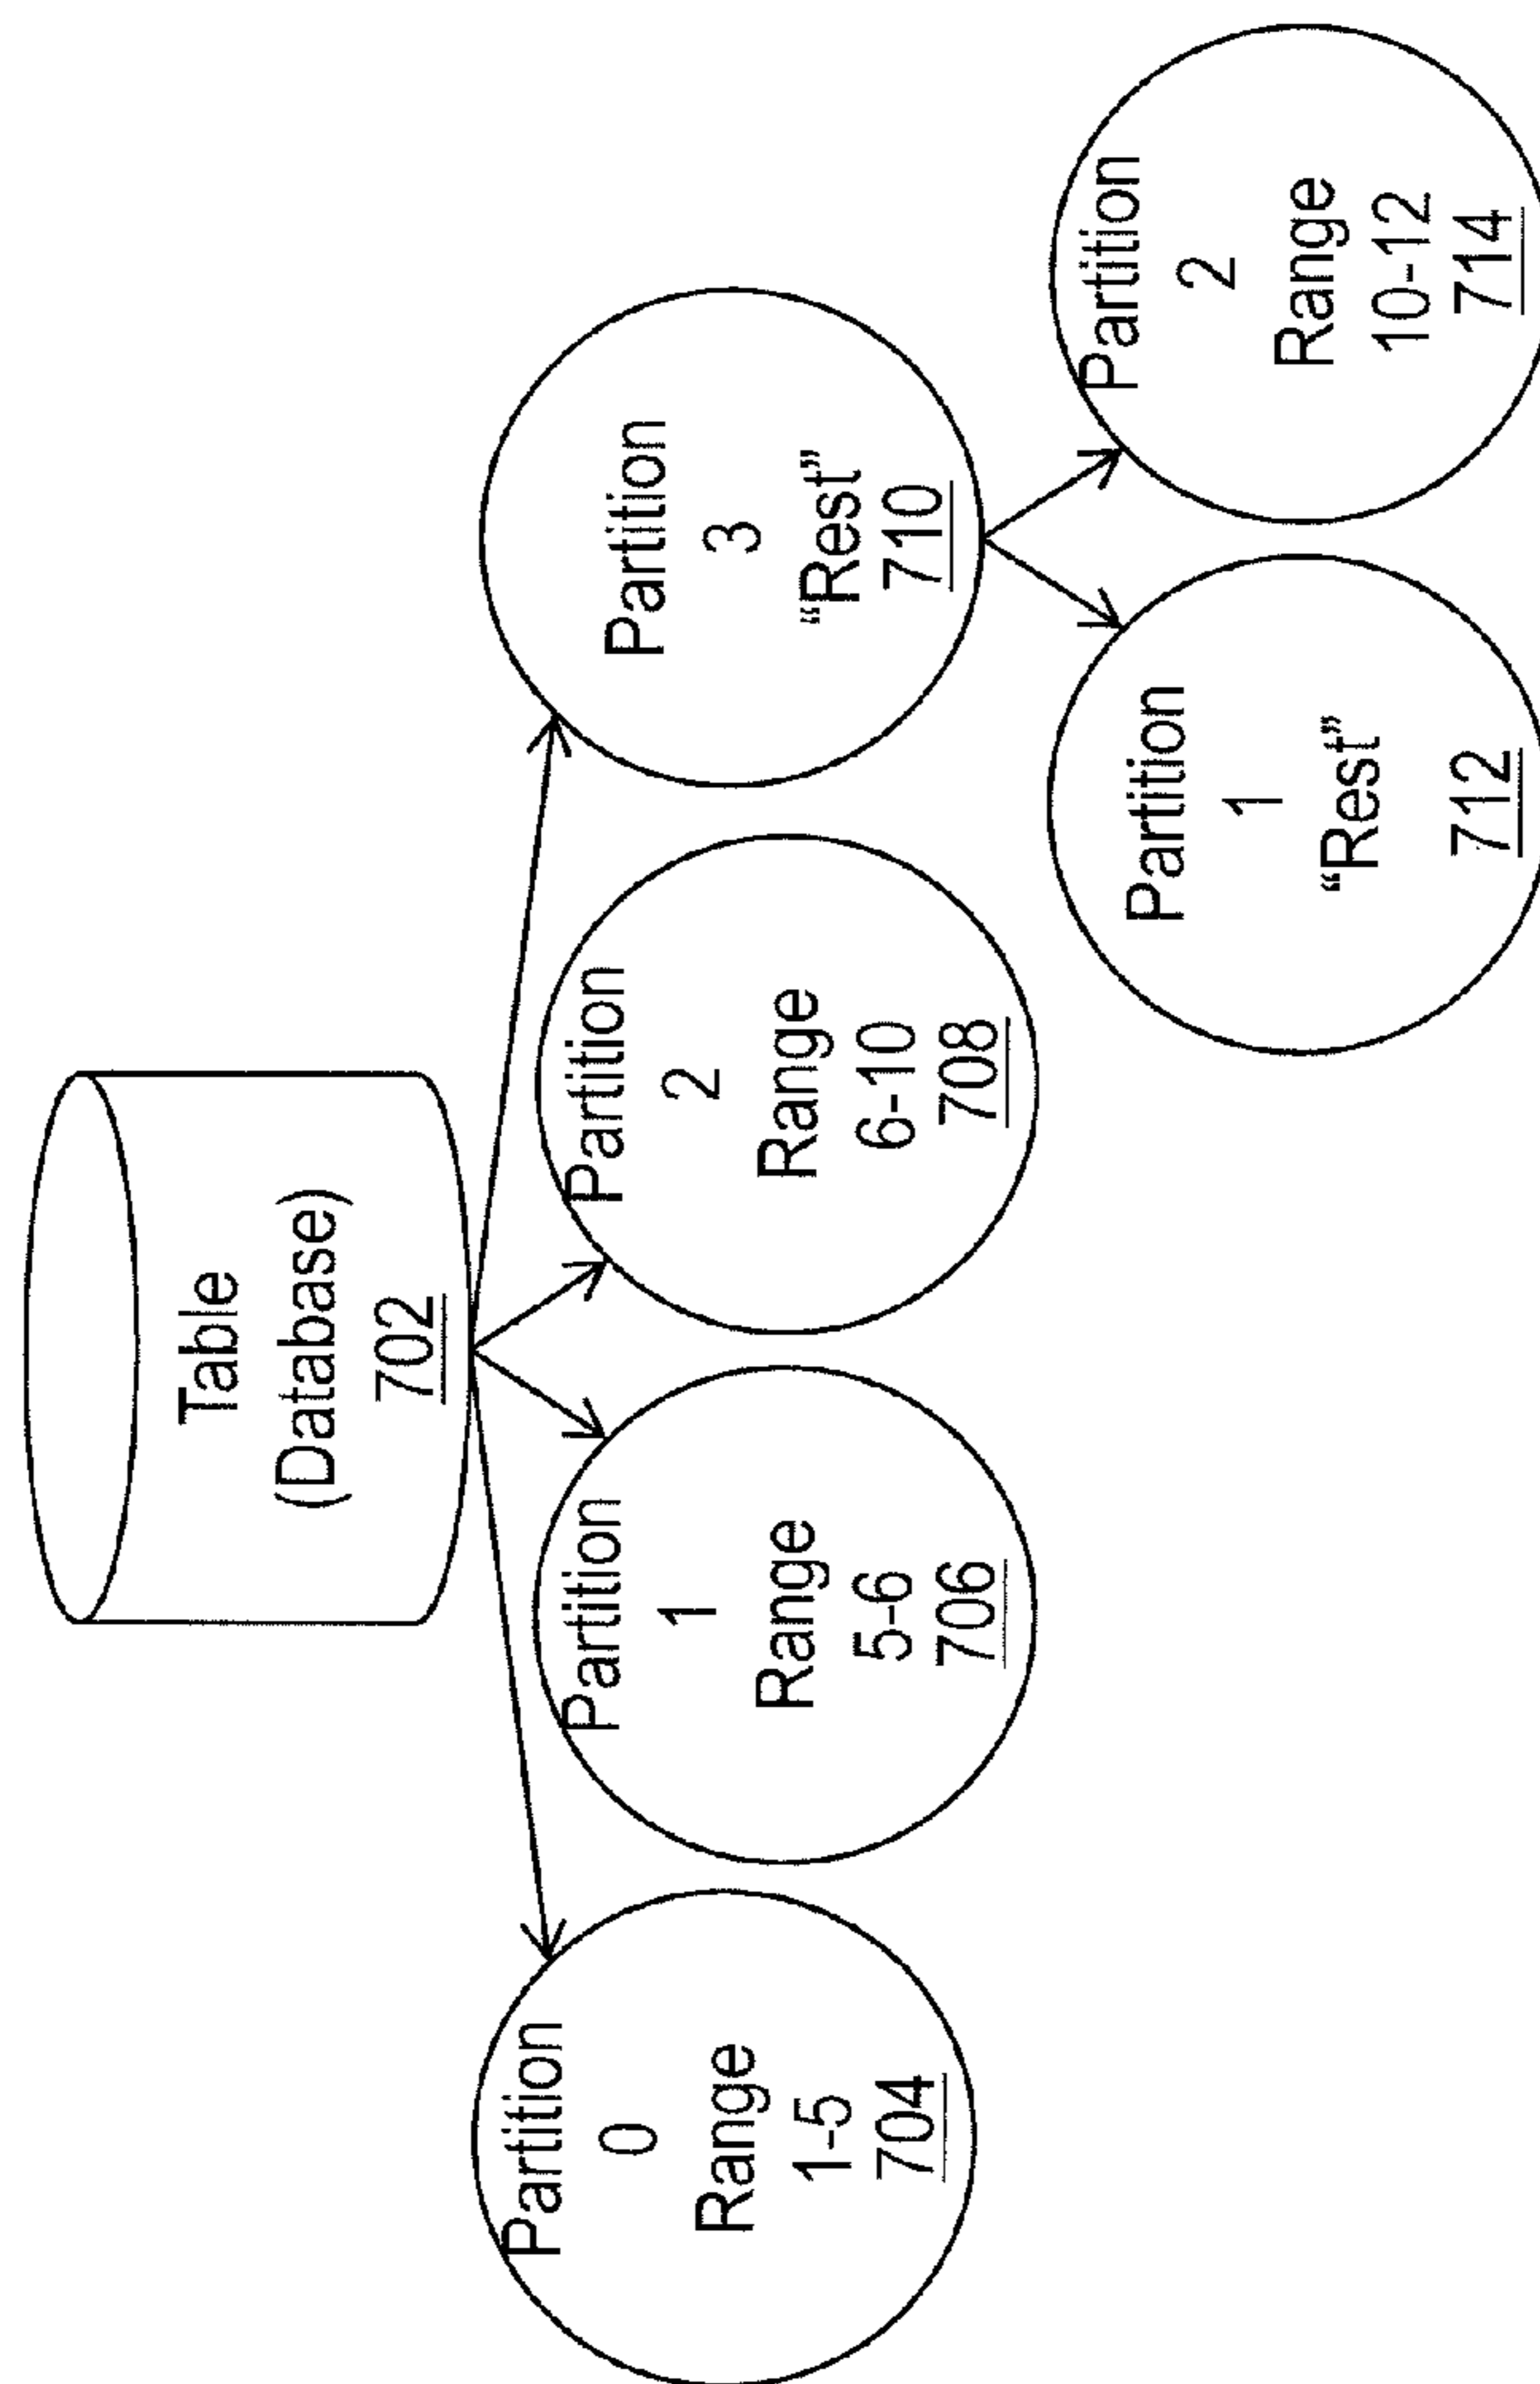 Table
(Database)
702
Partition
0
Range
1-5
704
Partition
1
Range
5-6
706
Partition
2
Range
6-10
708
Partition
3
“Rest”
710
Partition
1
“Rest”
712
Partition
2
Range
10-12
714